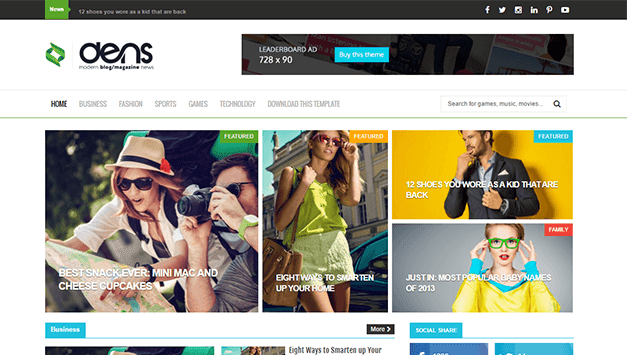 News
12 shoes you wore as a kid that are back
dens
modern blog/magazine news
LEADERBOARD AD
728 x 90
Buy this theme
HOME BUSINESS FASHION SPORTS GAMES TECHNOLOGY DOWNLOAD THIS TEMPLATE
Search for games, music, movies...
FEATURED
BEST SNACK EVER: MINI MAC AND
CHEESE CUPCAKES
FEATURED
EIGHT WAYS TO SMARTEN
UP YOUR HOME
FEATURED
12 SHOES YOU WORE AS A KID THAT ARE
BACK
FAMILY
JUST IN: MOST POPULAR BABY NAMES
OF 2013
Business
More
SOCIAL SHARE
Eight Ways to Smarten up Your